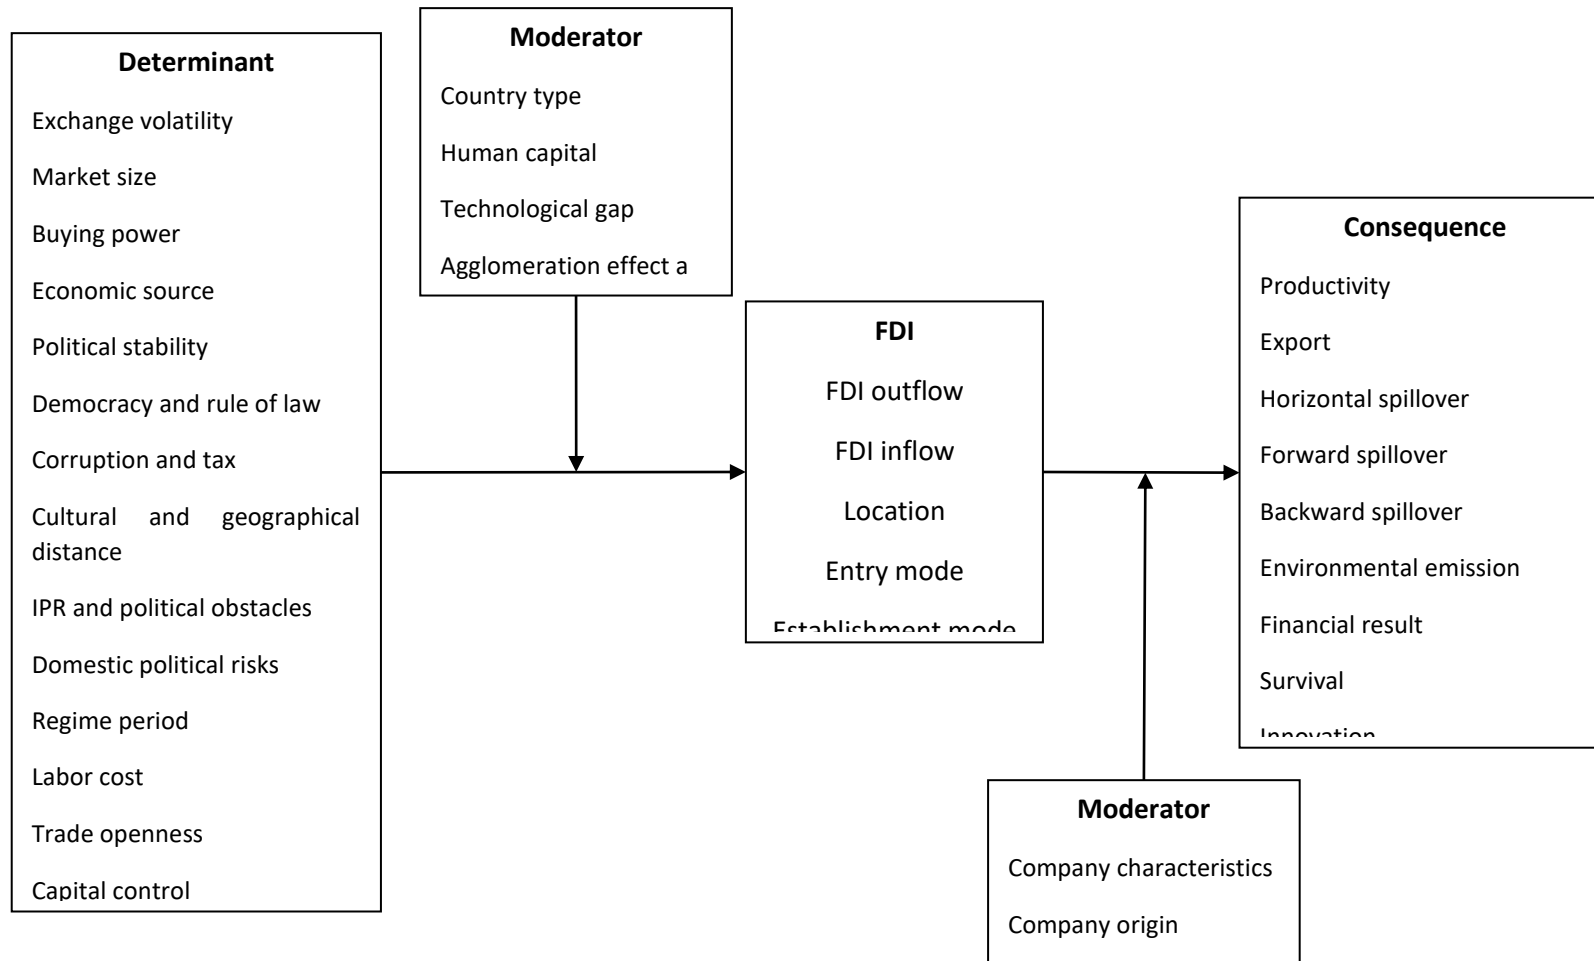 Determinant
Exchange volatility
Market size
Buying power
Economic source
Political stability
Democracy and rule of law
Corruption and tax
Cultural and geographical
distance
IPR and political obstacles
Domestic political risks
Regime period
Labor cost
Trade openness
Capital control
Moderator
Country type
Human capital
Technological gap
Agglomeration effect a
FDI
FDI outflow
FDI inflow
Location
Entry mode
Establishment mode
Consequence
Productivity
Export
Horizontal spillover
Forward spillover
Backward spillover
Environmental emission
Financial result
Survival
Innovation
Moderator
Company characteristics
Company origin